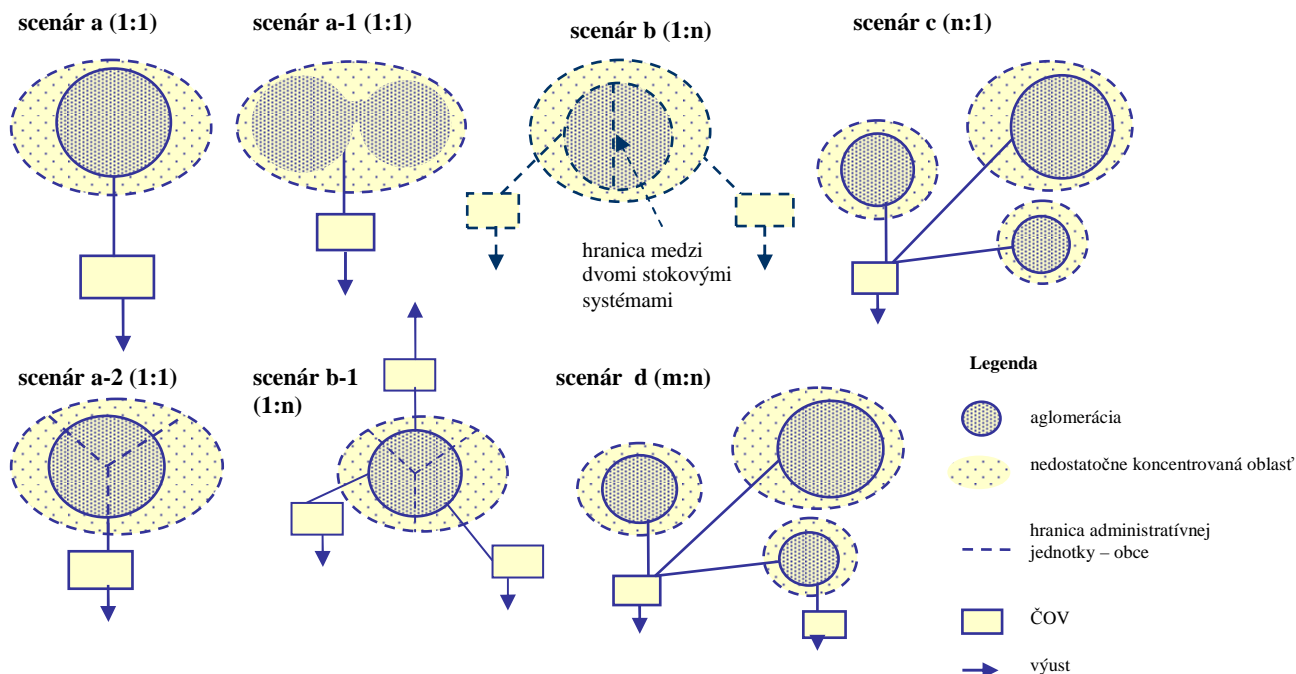 scenár a (1:1)
scenár a-1 (1:1)
scenár b (1:n)
scenár c (n:1)
hranica medzi
dvomi stokovými
systémami
scenár a-2 (1:1)
scenár b-1
(1:n)
scenár d (m:n)
Legenda
aglomerácia
nedostatočne koncentrovaná oblasť
hranica administratívnej
jednotky – obce
ČOV
výust